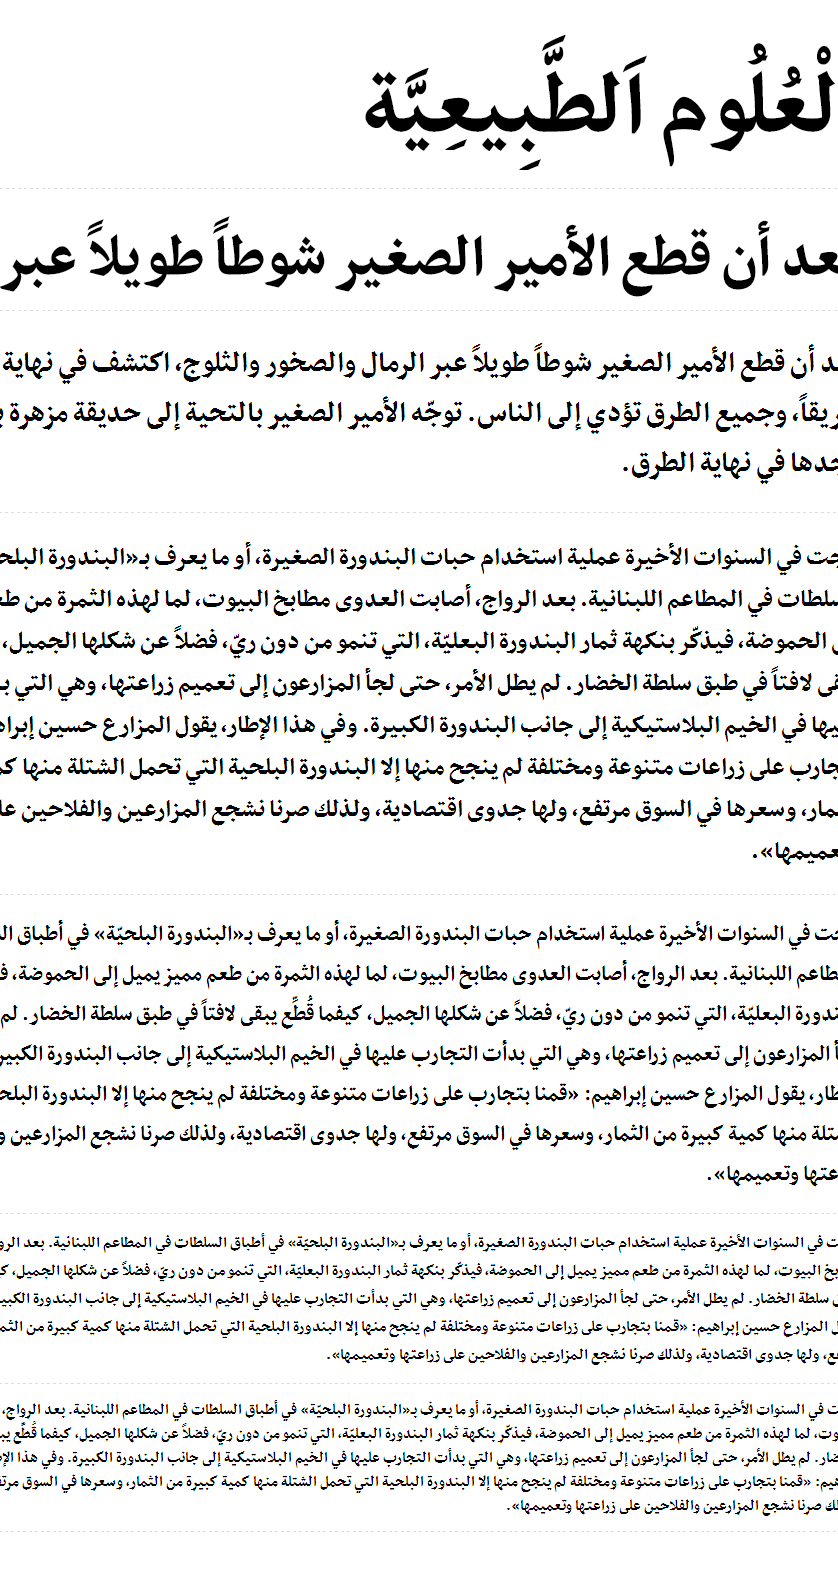 لْعُلُوم اَلطَّبِيعِيَّة
عد أن قطع الأمير الصغير شوطاً طويلاً عبر
د أن قطع الأمير الصغير شوطاً طويلاً عبر الرمال والصخور والثلوج، اكتشف في نهاية
ريقاً، وجميع الطرق تؤدي إلى الناس. توجّه الأمير الصغير بالتحية إلى حديقة مزهرة
جدها في نهاية الطرق.
جت في السنوات الأخيرة عملية استخدام حبات البندورة الصغيرة، أو ما يعرف بـ«البندورة البلحي
سلطات في المطاعم اللبنانية. بعد الرواج، أصابت العدوى مطابخ البيوت، لما لهذه الثمرة من طع
ى الحموضة، فيذكّر بنكهة ثمار البندورة البعليّة، التي تنمو من دون ريّ، فضلاً عن شكلها الجميل،
قى لافتاً في طبق سلطة الخضار. لم يطل الأمر، حتى لجأ المزارعون إلى تعميم زراعتها، وهي التي بـ
ليها في الخيم البلاستيكية إلى جانب البندورة الكبيرة. وفي هذا الإطار، يقول المزارع حسين إبراه
جارب على زراعات متنوعة ومختلفة لم ينجح منها إلا البندورة البلحية التي تحمل الشتلة منها كم
ثمار، وسعرها في السوق مرتفع، ولها جدوى اقتصادية، ولذلك صرنا نشجع المزارعين والفلاحين عل
عميمها».
جت في السنوات الأخيرة عملية استخدام حبات البندورة الصغيرة، أو ما يعرف بـ«البندورة البلحيّة» في أطباق ال
طاعم اللبنانية. بعد الرواج، أصابت العدوى مطابخ البيوت، لما لهذه الثمرة من طعم مميز يميل إلى الحموضة، ف
ندورة البعليّة، التي تنمو من دون ريّ، فضلاً عن شكلها الجميل، كيفما قُطِّع يبقى لافتاً في طبق سلطة الخضار. لم
أ المزارعون إلى تعميم زراعتها، وهي التي بدأت التجارب عليها في الخيم البلاستيكية إلى جانب البندورة الكبير
طار، يقول المزارع حسين إبراهيم: «قمنا بتجارب على زراعات متنوعة ومختلفة لم ينجح منها إلا البندورة البلح
شتلة منها كمية كبيرة من الثمار، وسعرها في السوق مرتفع، ولها جدوى اقتصادية، ولذلك صرنا نشجع المزارعين و
عتها وتعميمها».
ت في السنوات الأخيرة عملية استخدام حبات البندورة الصغيرة، أو ما يعرف بـ«البندورة البلحيّة» في أطباق السلطات في المطاعم اللبنانية. بعد الرو
بخ البيوت، لما لهذه الثمرة من طعم مميز يميل إلى الحموضة، فيذكّر بنكهة ثمار البندورة البعليّة، التي تنمو من دون ريّ، فضلاً عن شكلها الجميل، ك
ق سلطة الخضار. لم يطل الأمر، حتى لجأ المزارعون إلى تعميم زراعتها، وهي التي بدأت التجارب عليها في الخيم البلاستيكية إلى جانب البندورة الكبير
ل المزارع حسين إبراهيم: «قمنا بتجارب على زراعات متنوعة ومختلفة لم ينجح منها إلا البندورة البلحية التي تحمل الشتلة منها كمية كبيرة من الثم
فع، ولها جدوى اقتصادية، ولذلك صرنا نشجع المزارعين والفلاحين على زراعتها وتعميمها».
ت في السنوات الأخيرة عملية استخدام حبات البندورة الصغيرة، أو ما يعرف بـ«البندورة البلحيّة» في أطباق السلطات في المطاعم اللبنانية. بعد الرواج،
وت، لما لهذه الثمرة من طعم مميز يميل إلى الحموضة، فيذكّر بنكهة ثمار البندورة البعليّة، التي تنمو من دون ريّ، فضلاً عن شكلها الجميل، كيفما قُطِّع يب
ضار. لم يطل الأمر، حتى لجأ المزارعون إلى تعميم زراعتها، وهي التي بدأت التجارب عليها في الخيم البلاستيكية إلى جانب البندورة الكبيرة. وفي هذا الإط
هيم: «قمنا بتجارب على زراعات متنوعة ومختلفة لم ينجح منها إلا البندورة البلحية التي تحمل الشتلة منها كمية كبيرة من الثمار، وسعرها في السوق مرتف
لك صرنا نشجع المزارعين والفلاحين على زراعتها وتعميمها».